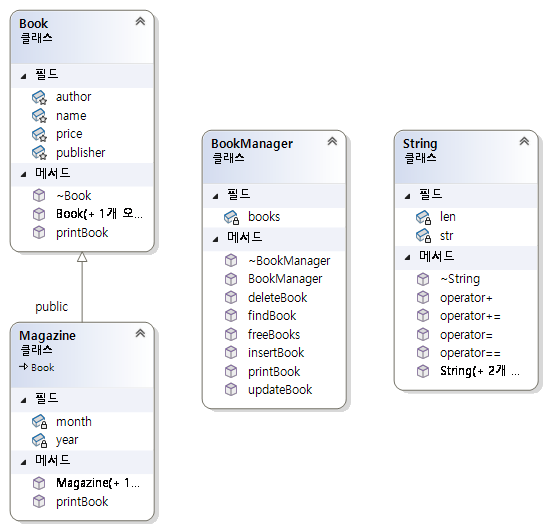 Book
클래스
필드
author
name
price
publisher
메서드
~Book
Book(+ 1개 오...
printBook
public
Magazine
클래스
Book
필드
month
year
메서드
Magazine(+ 1...
printBook
BookManager
클래스
필드
books
메서드
~BookManager
BookManager
deleteBook
findBook
freeBooks
insertBook
printBook
updateBook
String
클래스
필드
len
str
메서드
~String
operator+
operator+=
operator=
operator==
String(+ 2개 ...